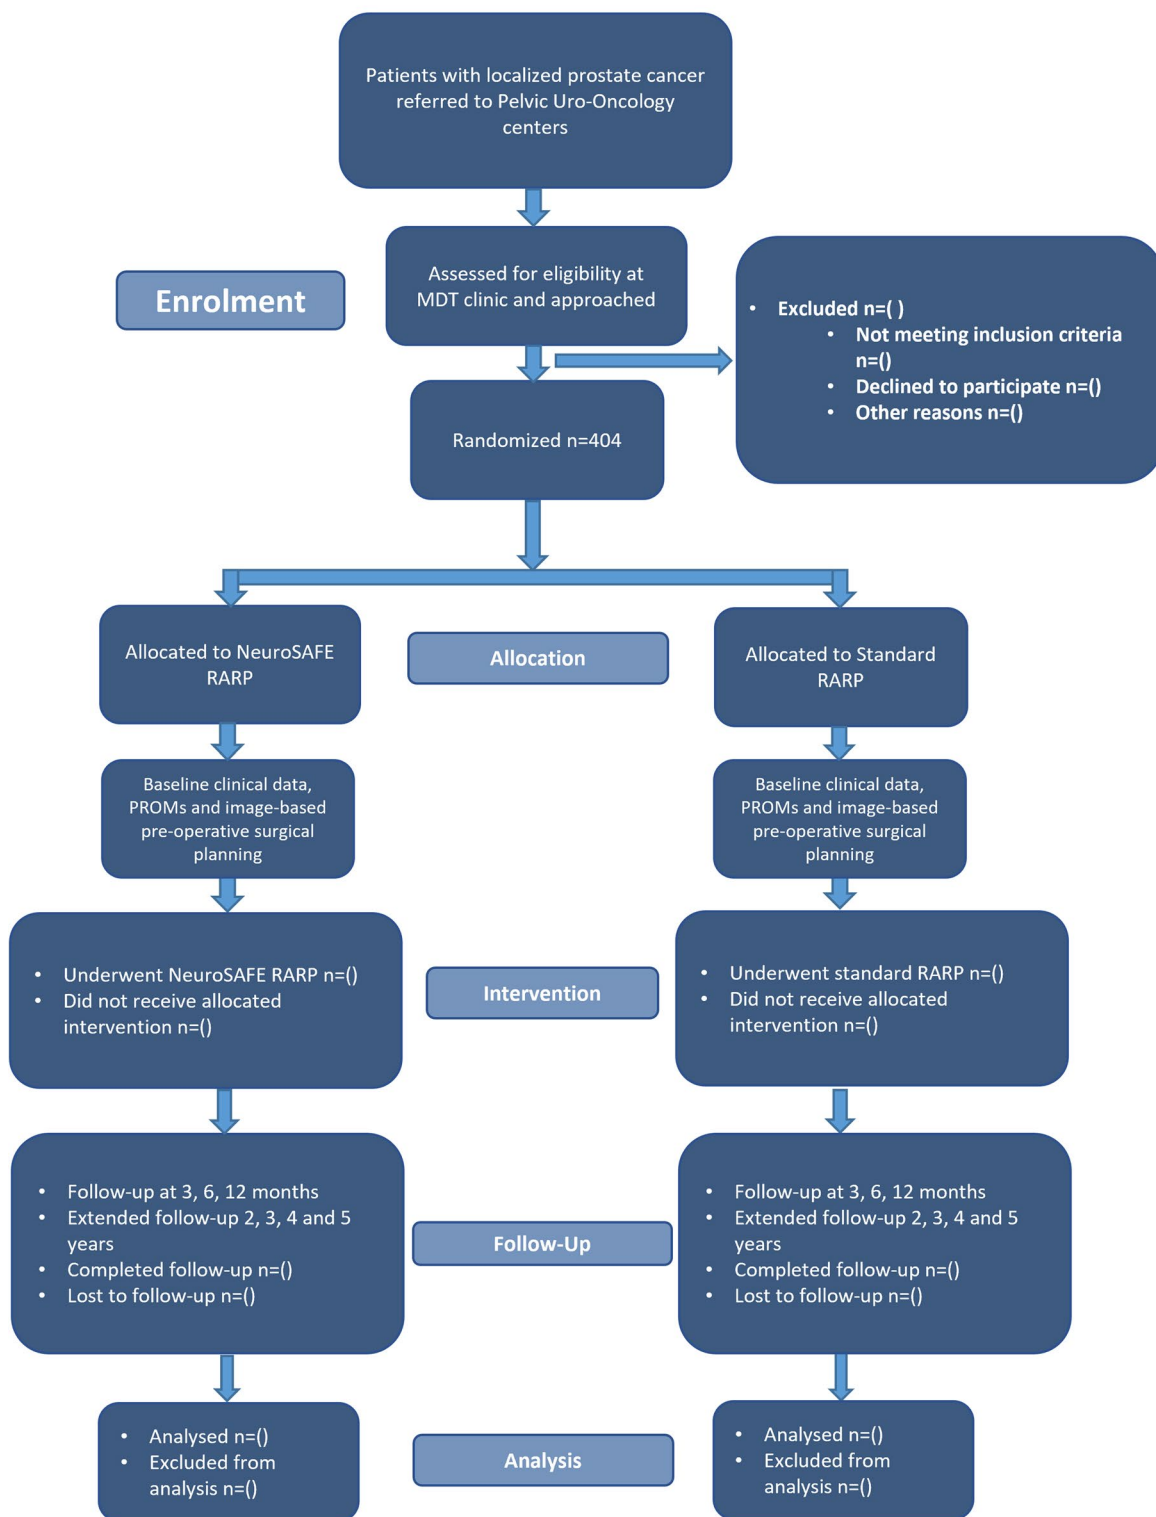 Patients with localized prostate cancer
referred to Pelvic Uro-Oncology
centers
Enrolment
Assessed for eligibility at
MDT clinic and approached
• Excluded n=( )
• Not meeting inclusion criteria
n=()
• Declined to participate n=()
• Other reasons n=()
Randomized n=404
Allocated to NeuroSAFE
RARP
Allocation
Allocated to Standard
RARP
Baseline clinical data,
PROMs and image-based
pre-operative surgical
planning
Baseline clinical data,
PROMs and image-based
pre-operative surgical
planning
• Underwent NeuroSAFE RARP n=()
• Did not receive allocated
intervention n=()
Intervention
• Underwent standard RARP n=()
• Did not receive allocated
intervention n=()
• Follow-up at 3, 6, 12 months
• Extended follow-up 2, 3, 4 and 5
years
• Completed follow-up n=()
• Lost to follow-up n=()
Follow-Up
• Follow-up at 3, 6, 12 months
• Extended follow-up 2, 3, 4 and 5
years
• Completed follow-up n=()
• Lost to follow-up n=()
• Analysed n=()
• Excluded from
analysis n=()
Analysis
• Analysed n=()
• Excluded from
analysis n=()